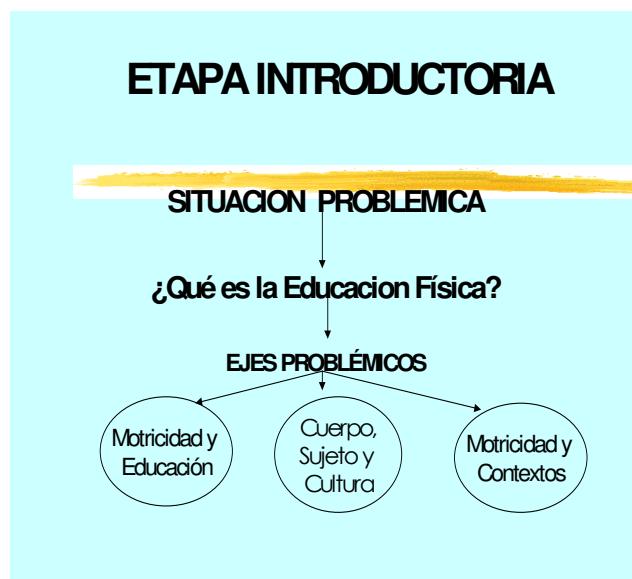 ETAPA INTRODUCTORIA
SITUACION PROBLEMICA
¿Qué es la Educacion Física?
EJES PROBLÉMICOS
Motricidad y
Educación
Cuerpo,
Sujeto y
Cultura
Motricidad y
Contextos